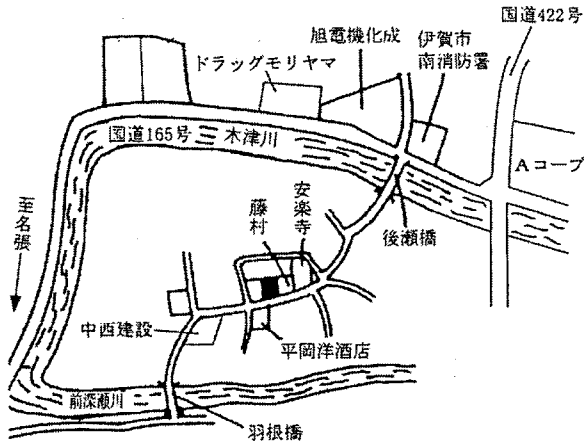 国道422号
旭電機化成
伊賀市
南消防署
ドラッグモリヤマ
国道165号
木津川
Aコープ
至名張
安楽寺
藤村
後瀬橋
中西建設
平岡洋酒店
前深瀬川
羽根橋